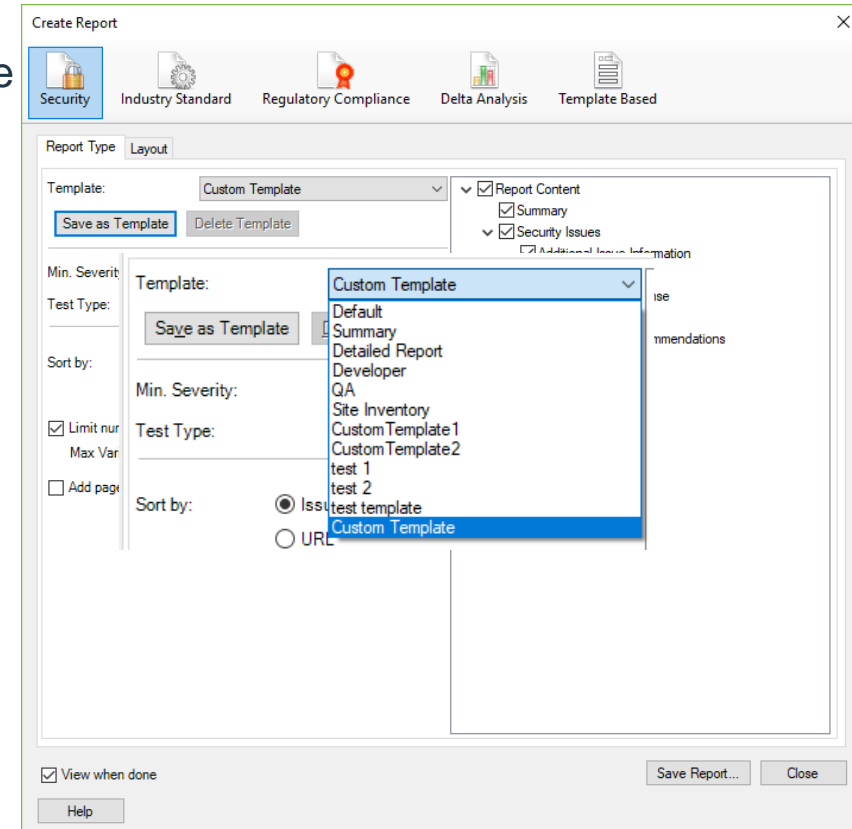 Create Report
e
Security Industry Standard Regulatory Compliance Delta Analysis Template Based
Report Type Layout
Template: Custom Template
Save as Template Delete Template
Report Content
Summary
Security Issues
Additional Issue Information
Min. Severity
Test Type:
Sort by:
Limit nur
Max Var
Add page
Template: Custom Template
Save as Template
Default
Summary
Detailed Report
Developer
QA
Site Inventory
CustomTemplate1
CustomTemplate2
test 1
test 2
test template
Custom Template
Min. Severity:
Test Type:
Sort by: Issu
URL
se
mmendations
View when done
Save Report... Close
Help